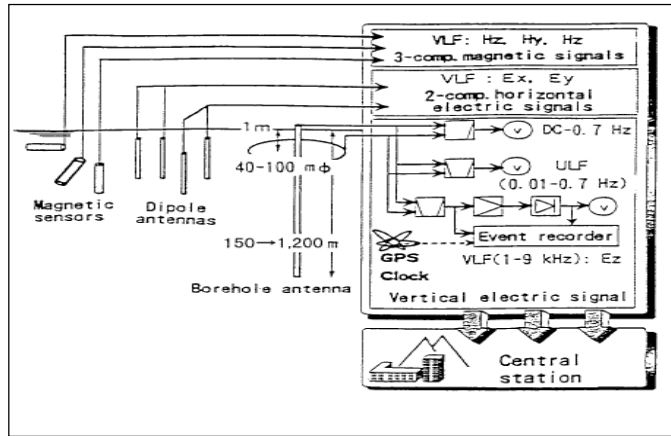 VLF: Hz, Hy, Hz
3-comp.magnetic signals
VLF : Ex, Ey
2-comp.horizontal
electric signals
1m
DC-0.7 Hz
40-100 mφ
ULF
(0.01-0.7 Hz)
Magnetic
sensors
Dipole
antennas
V
V
V
150→1,200 m
Event recorder
GPS
Clock
VLF(1-9 kHz): Ez
Borehole antenna
Vertical electric signal
Central
station